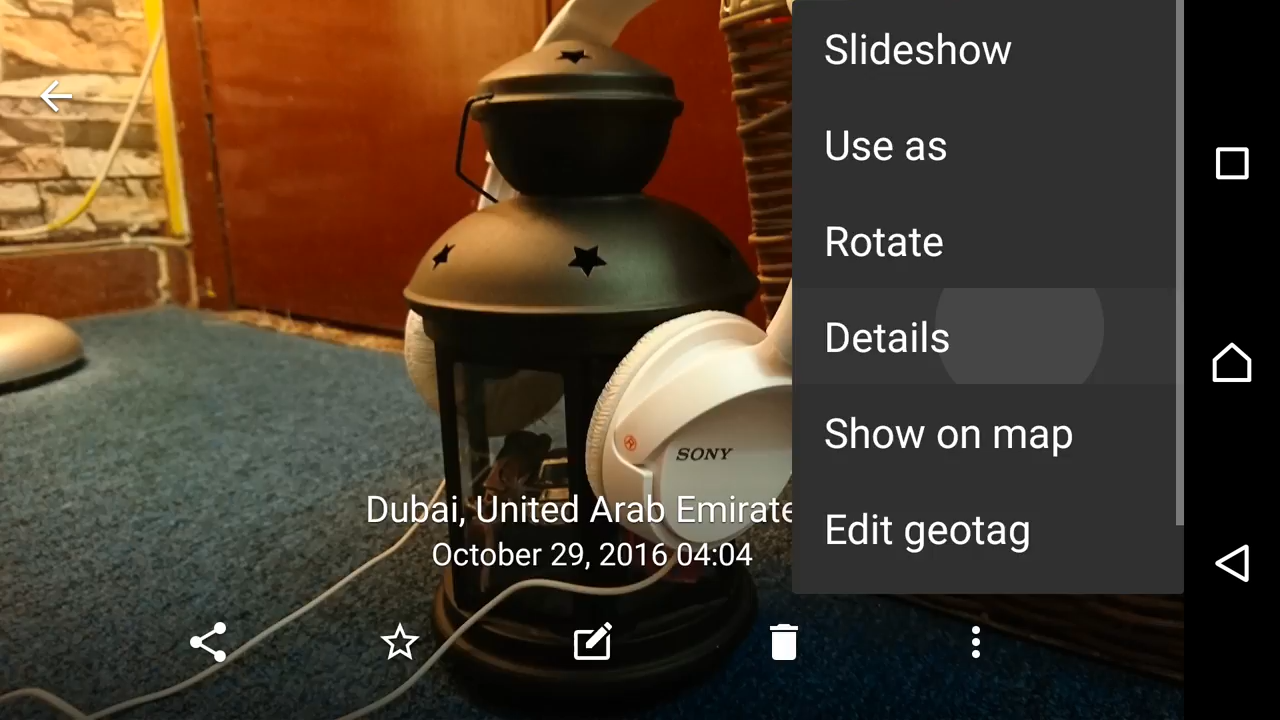 Slideshow
Use as
Rotate
Details
Show on map
Edit geotag
SONY
Dubai, United Arab Emirate
October 29, 2016 04:04